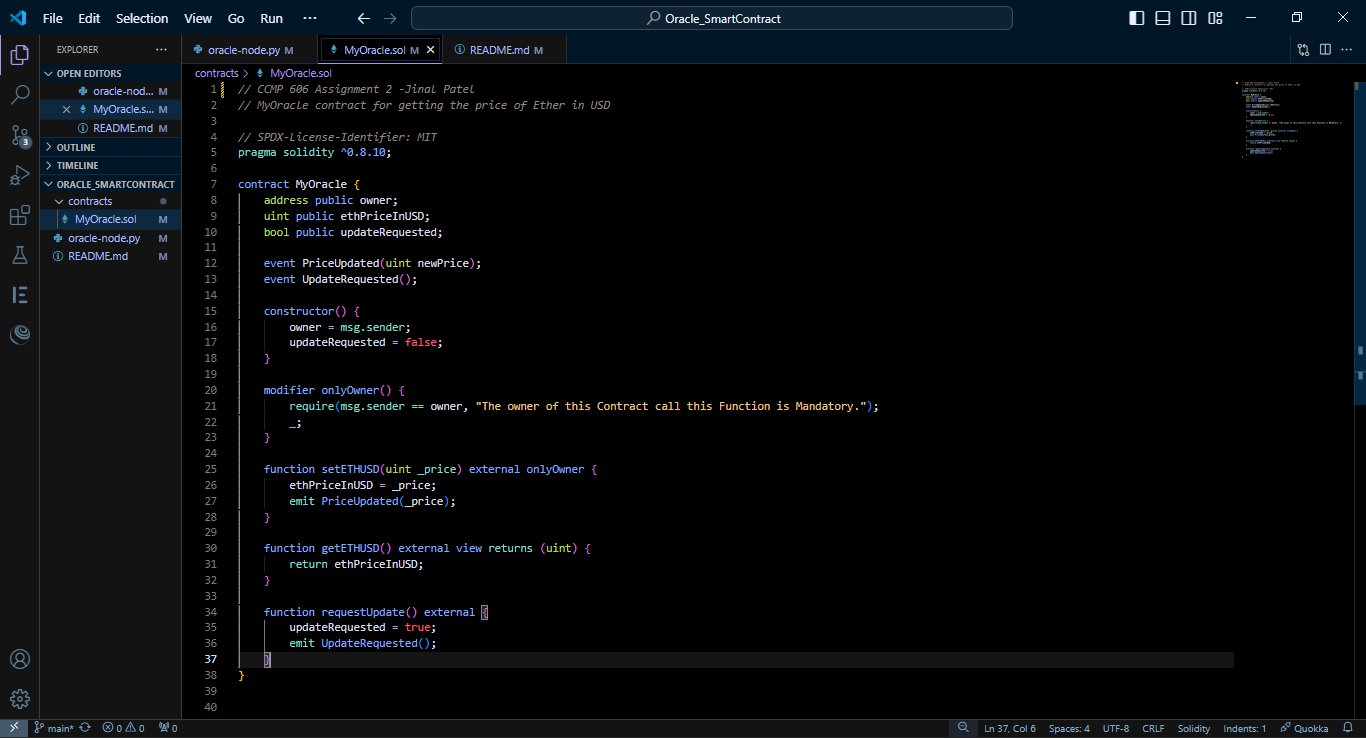 File Edit Selection View Go Run ··· Oracle_SmartContract
EXPLORER ···
OPEN EDITORS
oracle-nod... M
MyOracle.s... M
README.md M
OUTLINE
TIMELINE
ORACLE_SMARTCONTRACT
contracts
MyOracle.sol M
oracle-node.py M
README.md M
3
oracle-node.py M MyOracle.sol M README.md M
contracts > MyOracle.sol
1 // CCMP 606 Assignment 2 -Jinal Patel
2 // MyOracle contract for getting the price of Ether in USD
3
4 // SPDX-License-Identifier: MIT
5 pragma solidity ^0.8.10;
6
7 contract MyOracle {
8 address public owner;
9 uint public ethPriceInUSD;
10 bool public updateRequested;
11
12 event PriceUpdated(uint newPrice);
13 event UpdateRequested();
14
15 constructor() {
16 owner = msg.sender;
17 updateRequested = false;
18 }
19
20 modifier onlyOwner() {
21 require(msg.sender == owner, "The owner of this Contract call this Function is Mandatory.");
22 _;
23 }
24
25 function setETHUSD(uint _price) external onlyOwner {
26 ethPriceInUSD = _price;
27 emit PriceUpdated(_price);
28 }
29
30 function getETHUSD() external view returns (uint) {
31 return ethPriceInUSD;
32 }
33
34 function requestUpdate() external {
35 updateRequested = true;
36 emit UpdateRequested();
37 }
38 }
39
40
main* 0 0 0 Ln 37, Col 6 Spaces: 4 UTF-8 CRLF Solidity Indents: 1 Quokka